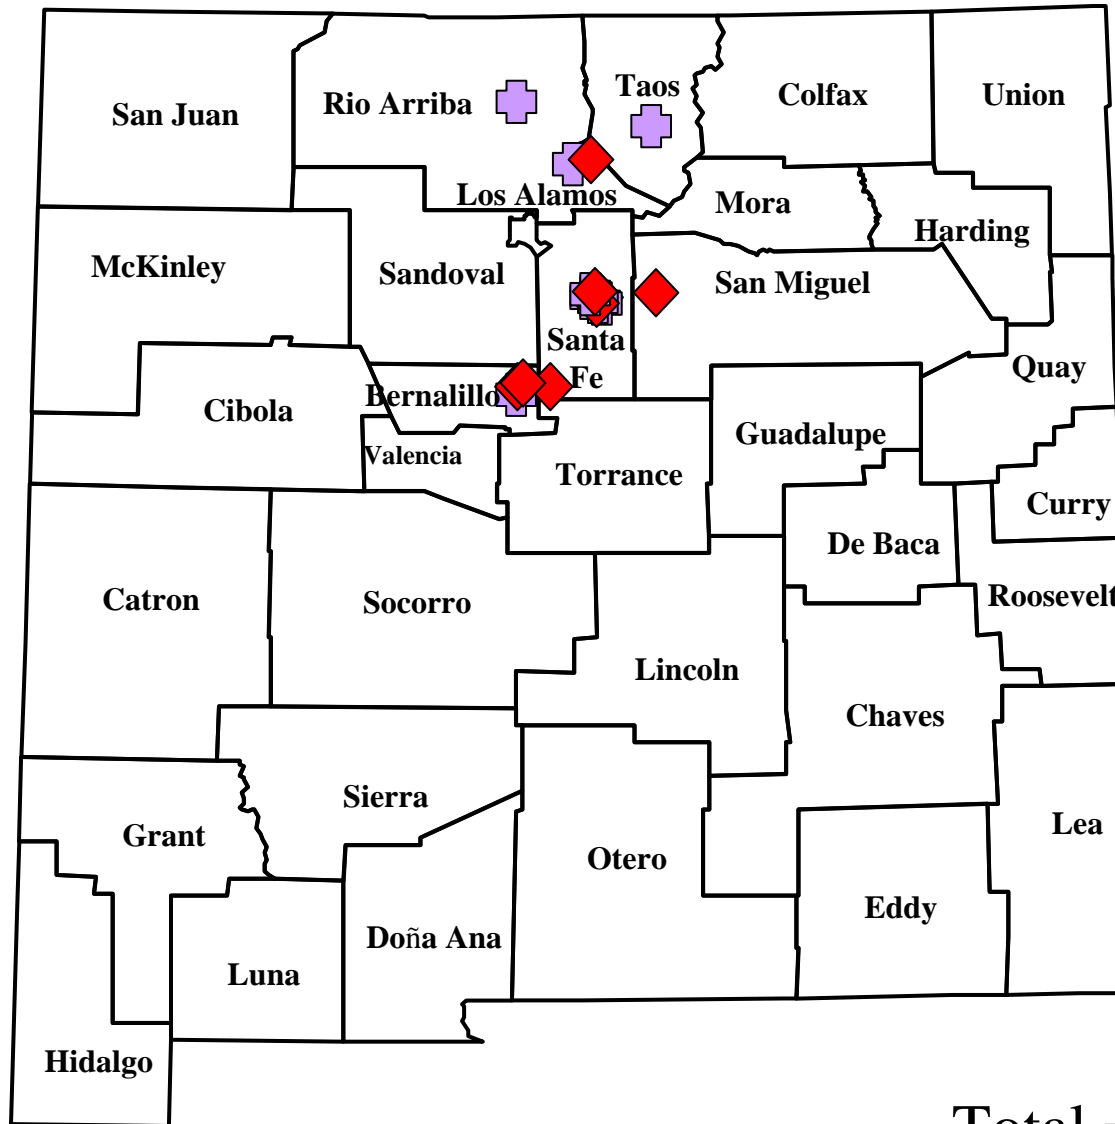 Taos
Colfax
Union
San Juan
Rio Arriba
Los Alamos
Mora
Harding
McKinley
Sandoval
San Miguel
Santa
Fe
Quay
Bernalillo
Cibola
Guadalupe
Valencia
Torrance
Curry
De Baca
Catron
Socorro
Roosevelt
Lincoln
Chaves
Sierra
Grant
Lea
Otero
Eddy
Doña Ana
Luna
Hidalgo
Total